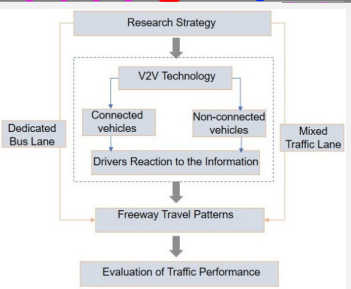 Research Strategy
V2V Technology
Connected
vehicles
Non-connected
vehicles
Dedicated
Bus Lane
Mixed
Traffic Lane
Drivers Reaction to the Information
Freeway Travel Patterns
Evaluation of Traffic Performance